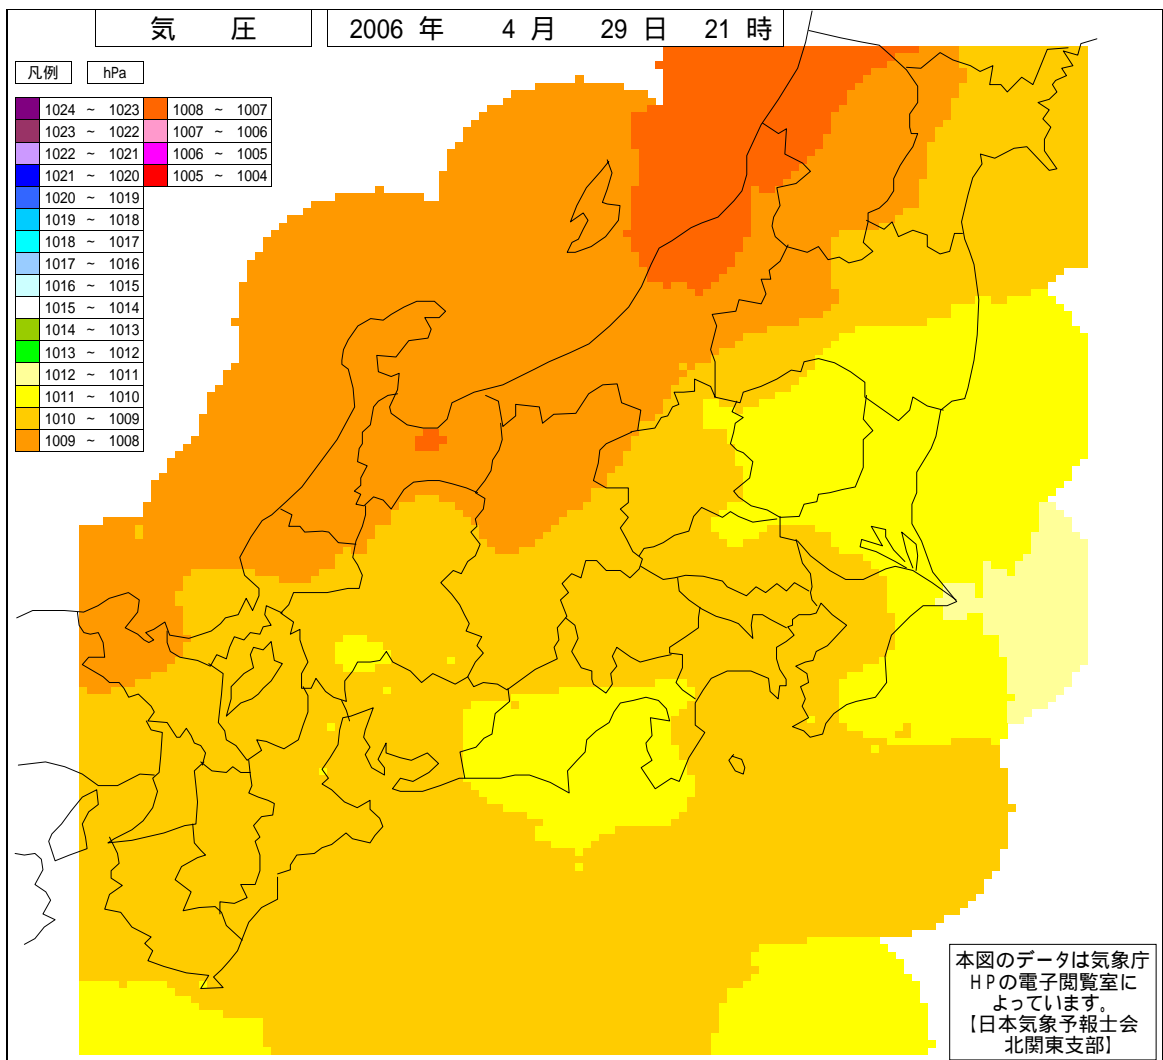 気 圧 2006 年 4 月 29 日 21 時
凡例 hPa
1024 ~ 1023 1008 ~ 1007
1023 ~ 1022 1007 ~ 1006
1022 ~ 1021 1006 ~ 1005
1021 ~ 1020 1005 ~ 1004
1020 ~ 1019
1019 ~ 1018
1018 ~ 1017
1017 ~ 1016
1016 ~ 1015
1015 ~ 1014
1014 ~ 1013
1013 ~ 1012
1012 ~ 1011
1011 ~ 1010
1010 ~ 1009
1009 ~ 1008
本図のデータは気象庁
HPの電子閲覧室に
よっています。
【日本気象予報士会
北関東支部】